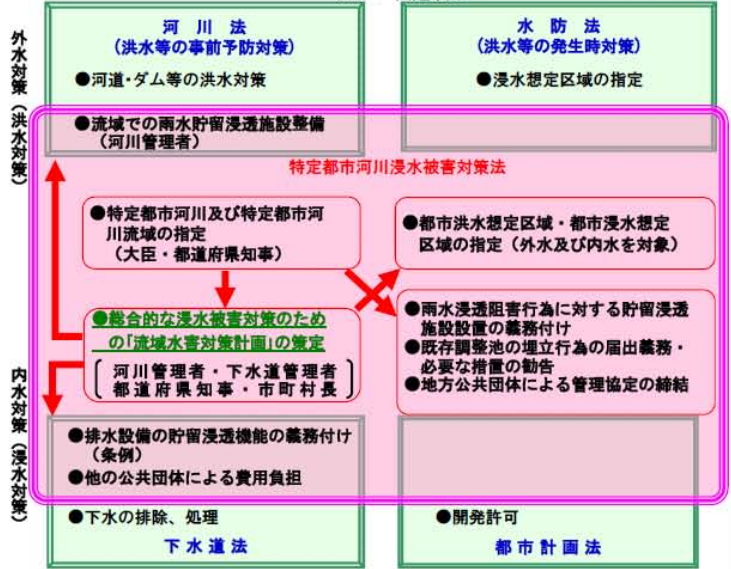 外水対策（洪水対策）
河川法
（洪水等の事前予防対策）
●河道・ダム等の洪水対策
●流域での雨水貯留浸透施設整備
（河川管理者）
水防法
（洪水等の発生時対策）
●浸水想定区域の指定
特定都市河川浸水被害対策法
●特定都市河川及び特定都市河
川流域の指定
（大臣・都道府県知事）
●都市洪水想定区域・都市浸水想定
区域の指定（外水及び内水を対象）
●総合的な浸水被害対策のため
の「流域水害対策計画」の策定
河川管理者・下水道管理者
都道府県知事・市町村長
●雨水浸透阻害行為に対する貯留浸透
施設設置の義務付け
●既存調整池の埋立行為の届出義務・
必要な措置の勧告
●地方公共団体による管理協定の締結
内水対策（浸水対策）
●排水設備の貯留浸透機能の義務付け
（条例）
●他の公共団体による費用負担
●下水の排除、処理
下水道法
●開発許可
都市計画法